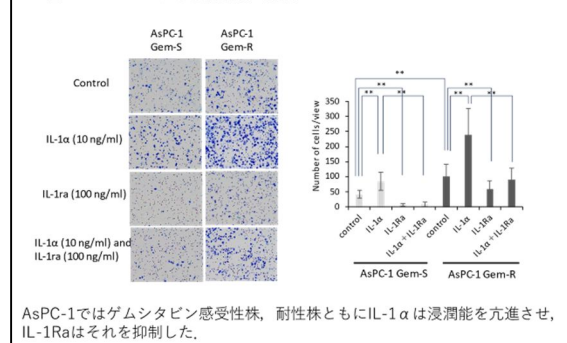 AsPC-1
Gem-S
AsPC-1
Gem-R
Control
IL-1α (10 ng/ml)
IL-1ra (100 ng/ml)
IL-1α (10 ng/ml) and
IL-1ra (100 ng/ml)
**
**
**
** **
** **
Number of cells/view
350
300
250
200
150
100
50
0
control
IL-1α
IL-1Ra
IL-1α+IL-1Ra
control
IL-1α
IL-1Ra
IL-1α+IL-1Ra
AsPC-1 Gem-S
AsPC-1 Gem-R
AsPC-1ではゲムシタビン感受性株，耐性株ともにIL-1αは浸潤能を亢進させ，
IL-1Raはそれを抑制した．